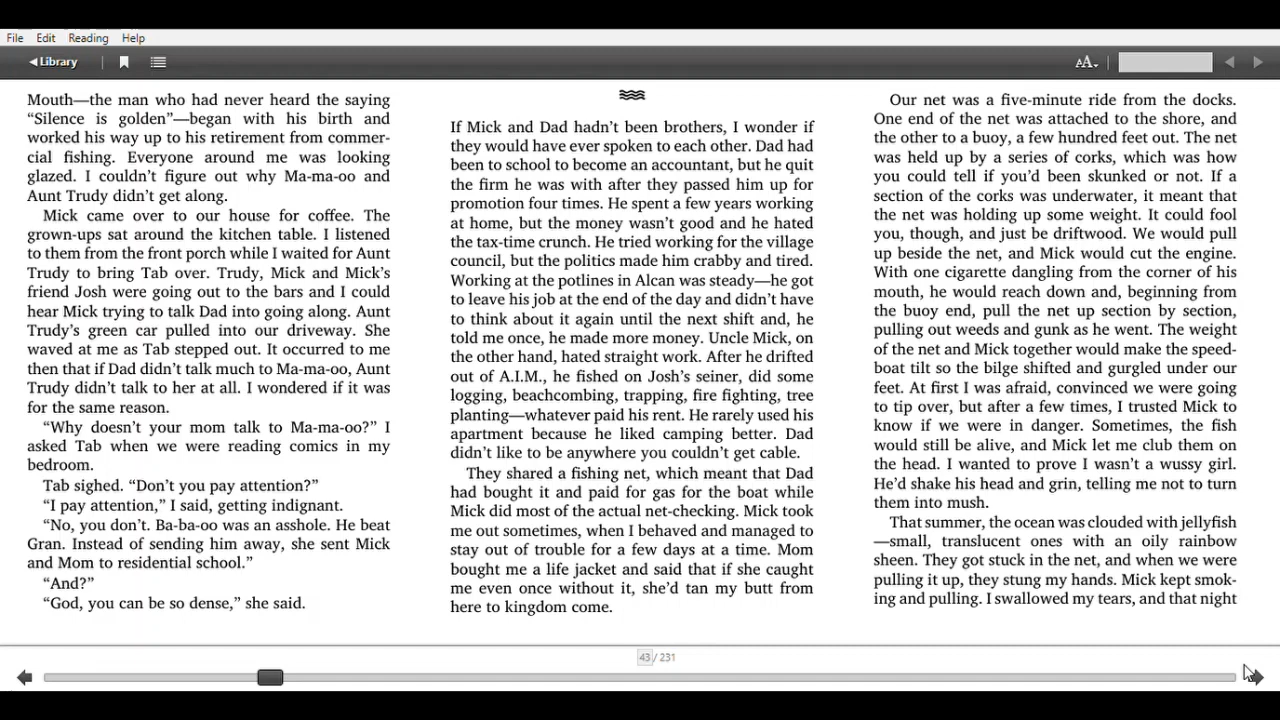 File Edit Reading Help
Library
AA
Mouth—the man who had never heard the saying
“Silence is golden”—began with his birth and
worked his way up to his retirement from commer-
cial fishing. Everyone around me was looking
glazed. I couldn’t figure out why Ma-ma-oo and
Aunt Trudy didn’t get along.
Mick came over to our house for coffee. The
grown-ups sat around the kitchen table. I listened
to them from the front porch while I waited for Aunt
Trudy to bring Tab over. Trudy, Mick and Mick’s
friend Josh were going out to the bars and I could
hear Mick trying to talk Dad into going along. Aunt
Trudy’s green car pulled into our driveway. She
waved at me as Tab stepped out. It occurred to me
then that if Dad didn’t talk much to Ma-ma-oo, Aunt
Trudy didn’t talk to her at all. I wondered if it was
for the same reason.
“Why doesn’t your mom talk to Ma-ma-oo?” I
asked Tab when we were reading comics in my
bedroom.
Tab sighed. “Don’t you pay attention?”
“I pay attention,” I said, getting indignant.
“No, you don’t. Ba-ba-oo was an asshole. He beat
Gran. Instead of sending him away, she sent Mick
and Mom to residential school.”
“And?”
“God, you can be so dense,” she said.
If Mick and Dad hadn’t been brothers, I wonder if
they would have ever spoken to each other. Dad had
been to school to become an accountant, but he quit
the firm he was with after they passed him up for
promotion four times. He spent a few years working
at home, but the money wasn’t good and he hated
the tax-time crunch. He tried working for the village
council, but the politics made him crabby and tired.
Working at the potlines in Alcan was steady—he got
to leave his job at the end of the day and didn’t have
to think about it again until the next shift and, he
told me once, he made more money. Uncle Mick, on
the other hand, hated straight work. After he drifted
out of A.I.M., he fished on Josh’s seiner, did some
logging, beachcombing, trapping, fire fighting, tree
planting—whatever paid his rent. He rarely used his
apartment because he liked camping better. Dad
didn’t like to be anywhere you couldn’t get cable.
They shared a fishing net, which meant that Dad
had bought it and paid for gas for the boat while
Mick did most of the actual net-checking. Mick took
me out sometimes, when I behaved and managed to
stay out of trouble for a few days at a time. Mom
bought me a life jacket and said that if she caught
me even once without it, she’d tan my butt from
here to kingdom come.
Our net was a five-minute ride from the docks.
One end of the net was attached to the shore, and
the other to a buoy, a few hundred feet out. The net
was held up by a series of corks, which was how
you could tell if you’d been skunked or not. If a
section of the corks was underwater, it meant that
the net was holding up some weight. It could fool
you, though, and just be driftwood. We would pull
up beside the net, and Mick would cut the engine.
With one cigarette dangling from the corner of his
mouth, he would reach down and, beginning from
the buoy end, pull the net up section by section,
pulling out weeds and gunk as he went. The weight
of the net and Mick together would make the speed-
boat tilt so the bilge shifted and gurgled under our
feet. At first I was afraid, convinced we were going
to tip over, but after a few times, I trusted Mick to
know if we were in danger. Sometimes, the fish
would still be alive, and Mick let me club them on
the head. I wanted to prove I wasn’t a wussy girl.
He’d shake his head and grin, telling me not to turn
them into mush.
That summer, the ocean was clouded with jellyfish
—small, translucent ones with an oily rainbow
sheen. They got stuck in the net, and when we were
pulling it up, they stung my hands. Mick kept smok-
ing and pulling. I swallowed my tears, and that night
43 / 231